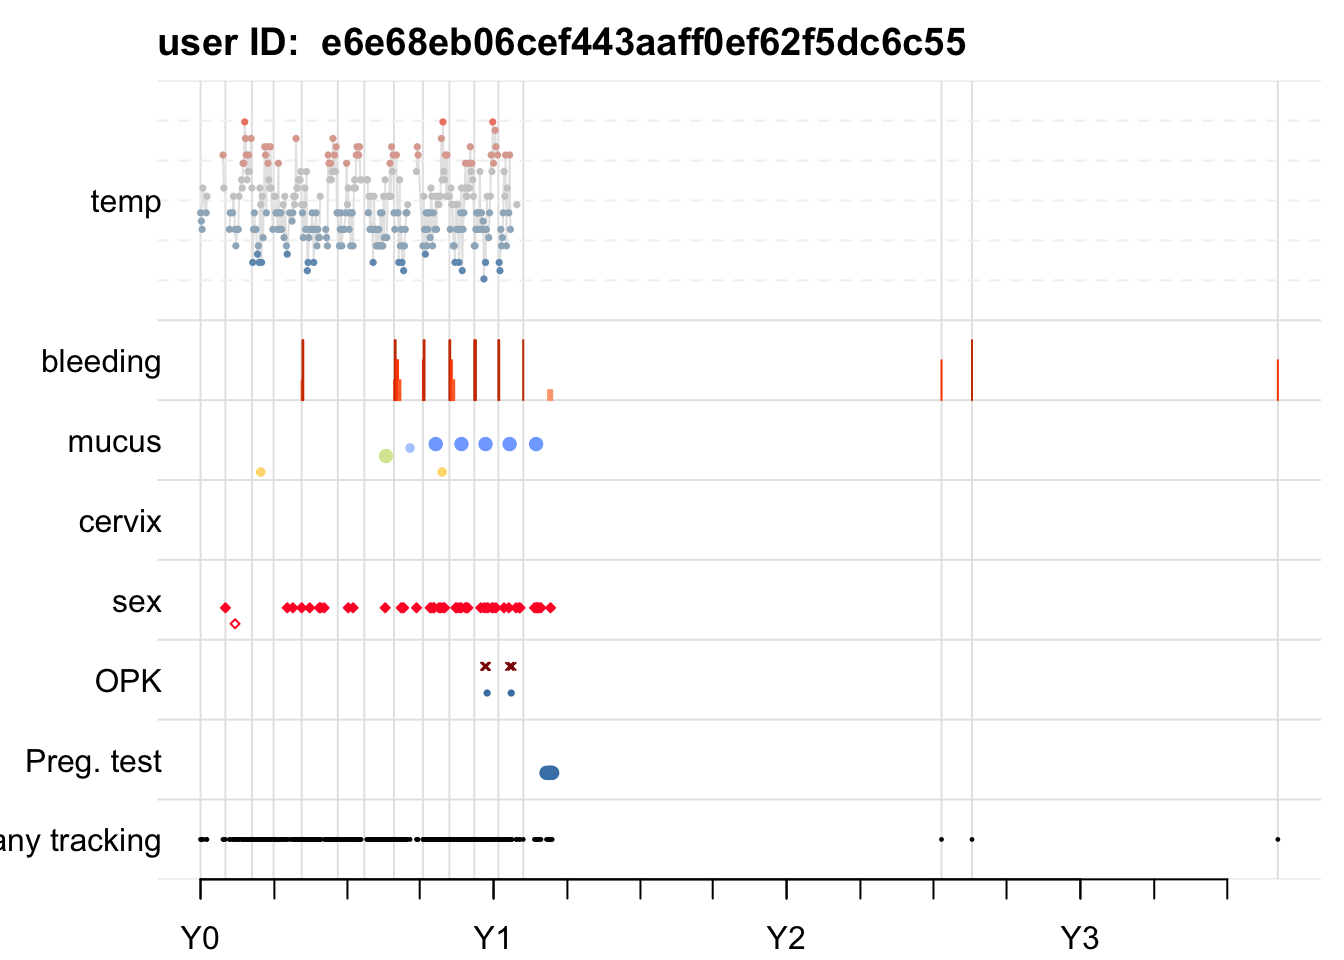 user ID:  e6e68eb06cef443aaff0ef62f5dc6c55
temp
bleeding
mucus
cervix
sex
OPK
Preg. test
any tracking
Y0 Y1 Y2 Y3